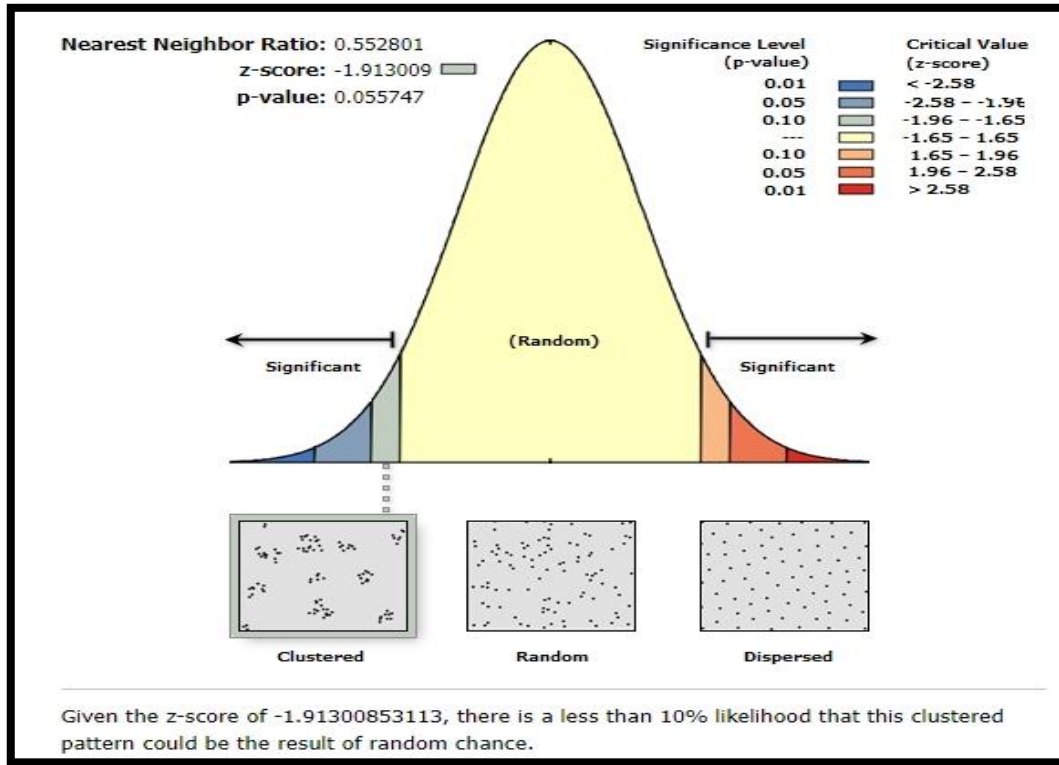 Nearest Neighbor Ratio: 0.552801
z-score: -1.913009
p-value: 0.055747
Significance Level
(p-value)
Critical Value
(z-score)
0.01 < -2.58
0.05 -2.58 – -1.96
0.10 -1.96 – -1.65
--- -1.65 – 1.65
0.10 1.65 – 1.96
0.05 1.96 – 2.58
0.01 > 2.58
(Random)
Significant
Significant
Clustered
Random
Dispersed
Given the z-score of -1.91300853113, there is a less than 10% likelihood that this clustered
pattern could be the result of random chance.